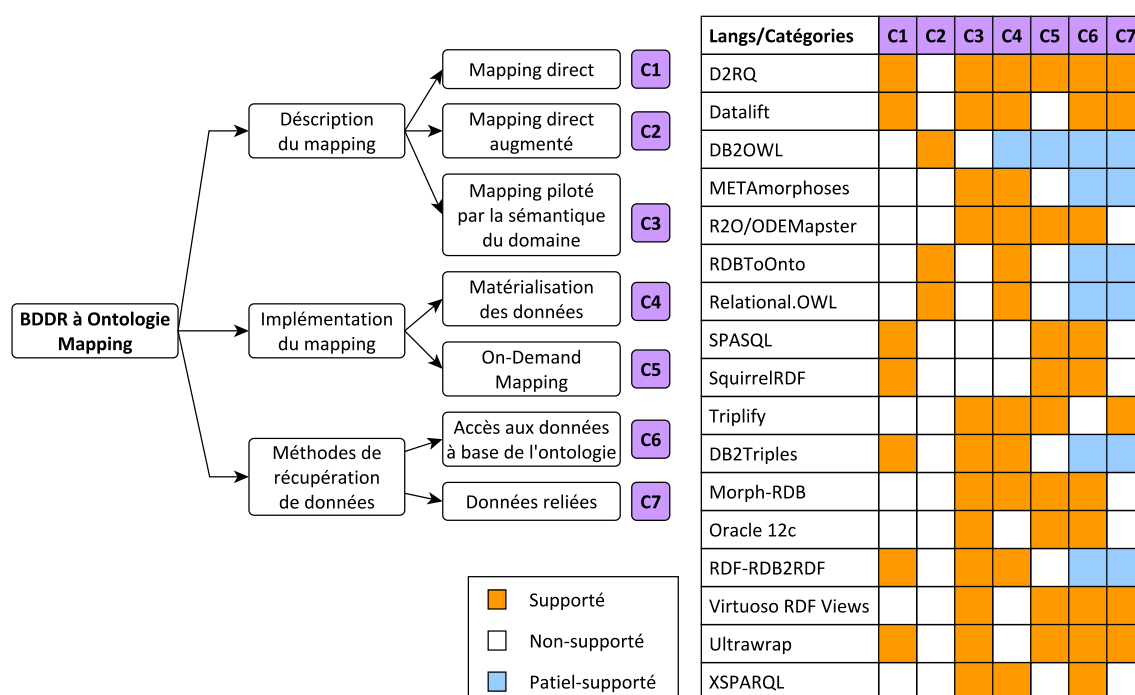 BDDR à Ontologie
Mapping
Déscription
du mapping
Implémentation
du mapping
Méthodes de
récupération
de données
Mapping direct
C1
Mapping direct
augmenté
C2
Mapping piloté
par la sémantique
du domaine
C3
Matérialisation
des données
C4
On-Demand
Mapping
C5
Accès aux données
à base de l'ontologie
C6
Données reliées
C7
Supporté
Non-supporté
Patiel-supporté
Langs/Catégories C1 C2 C3 C4 C5 C6 C7
D2RQ
Datalift
DB2OWL
METAmorphoses
R2O/ODEMapster
RDBToOnto
Relational.OWL
SPASQL
SquirrelRDF
Triplify
DB2Triples
Morph-RDB
Oracle 12c
RDF-RDB2RDF
Virtuoso RDF Views
Ultrawrap
XSPARQL